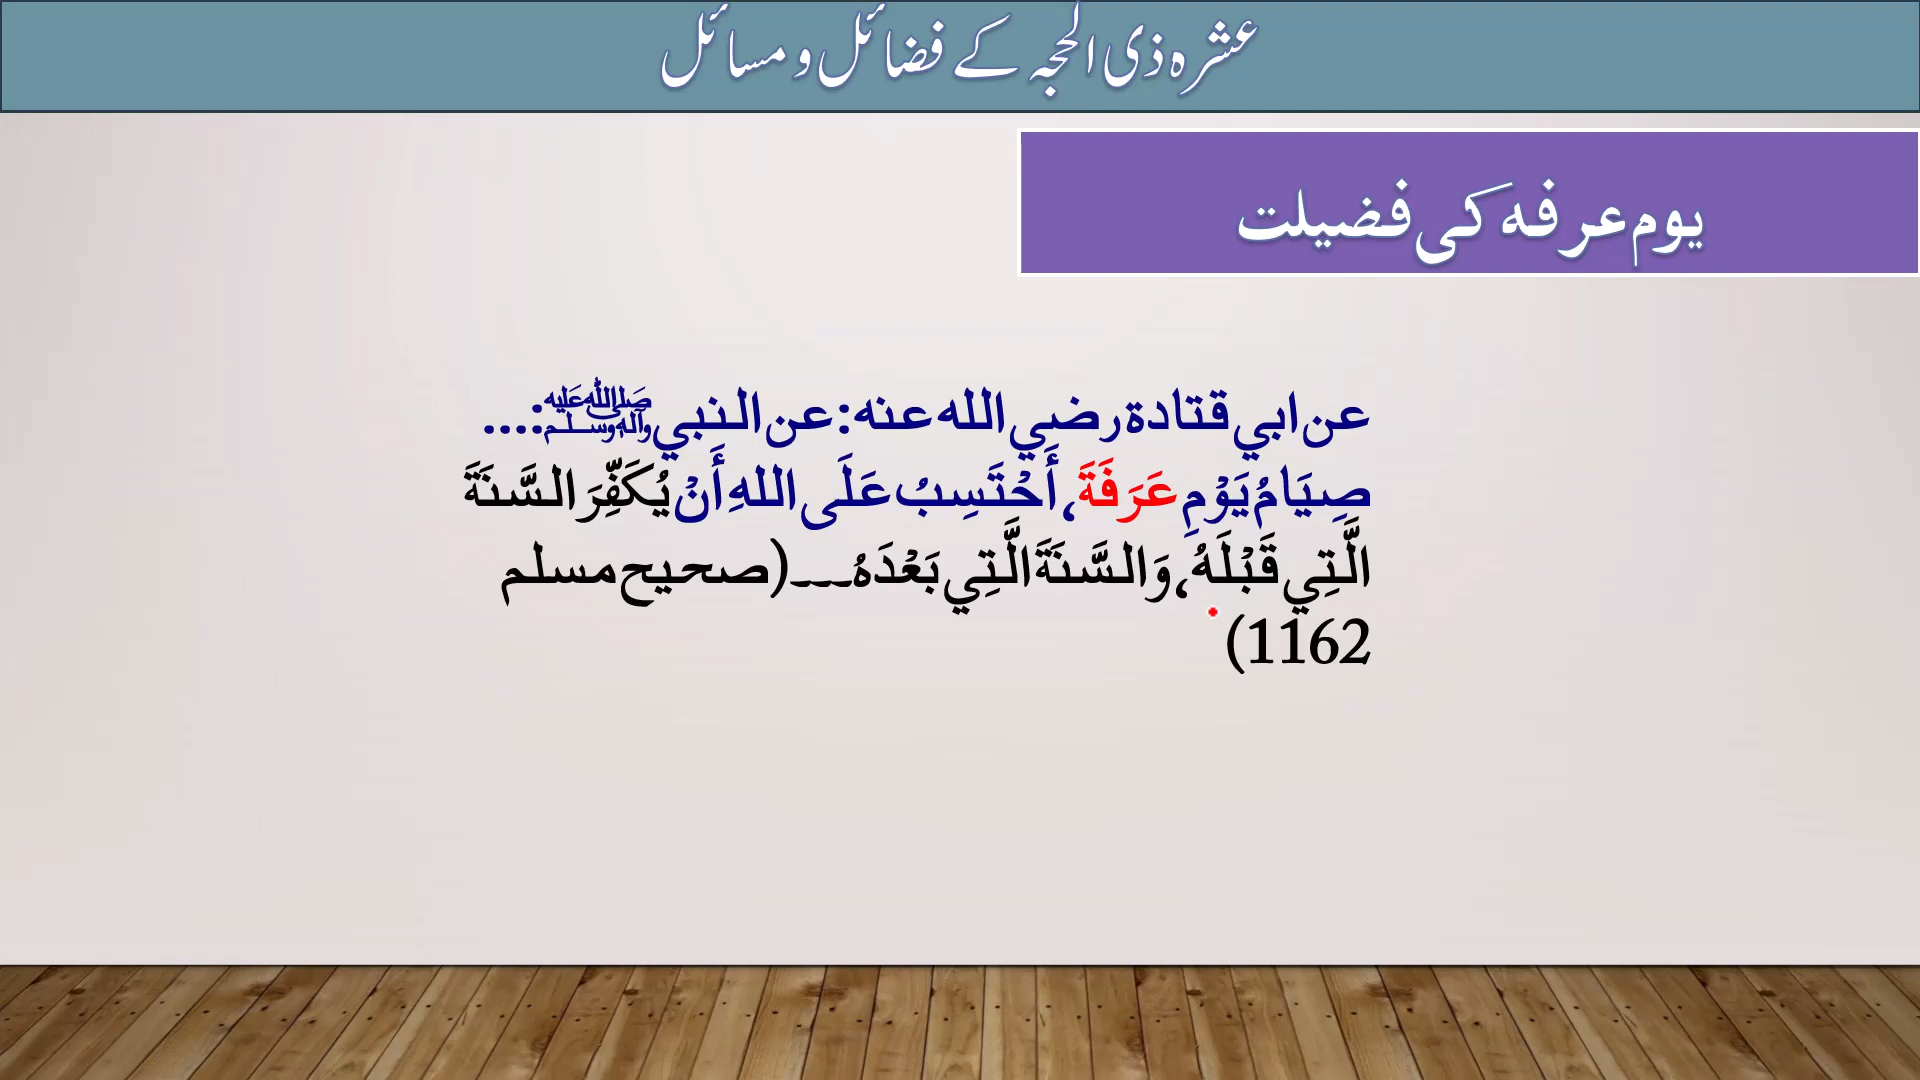 عشرہ ذی الحجہ کے فضائل و مسائل
یوم عرفہ کی فضیلت
عن ابي قتادة رضي الله عنه: عن النبي ﷺ:...
صِيَامُ يَوْمِ عَرَفَةَ، أَحْتَسِبُ عَلَى اللهِ أَنْ يُكَفِّرَ السَّنَةَ
الَّتِي قَبْلَهُ، وَالسَّنَةَ الَّتِي بَعْدَهُ۔۔۔(صحیح مسلم
1162)